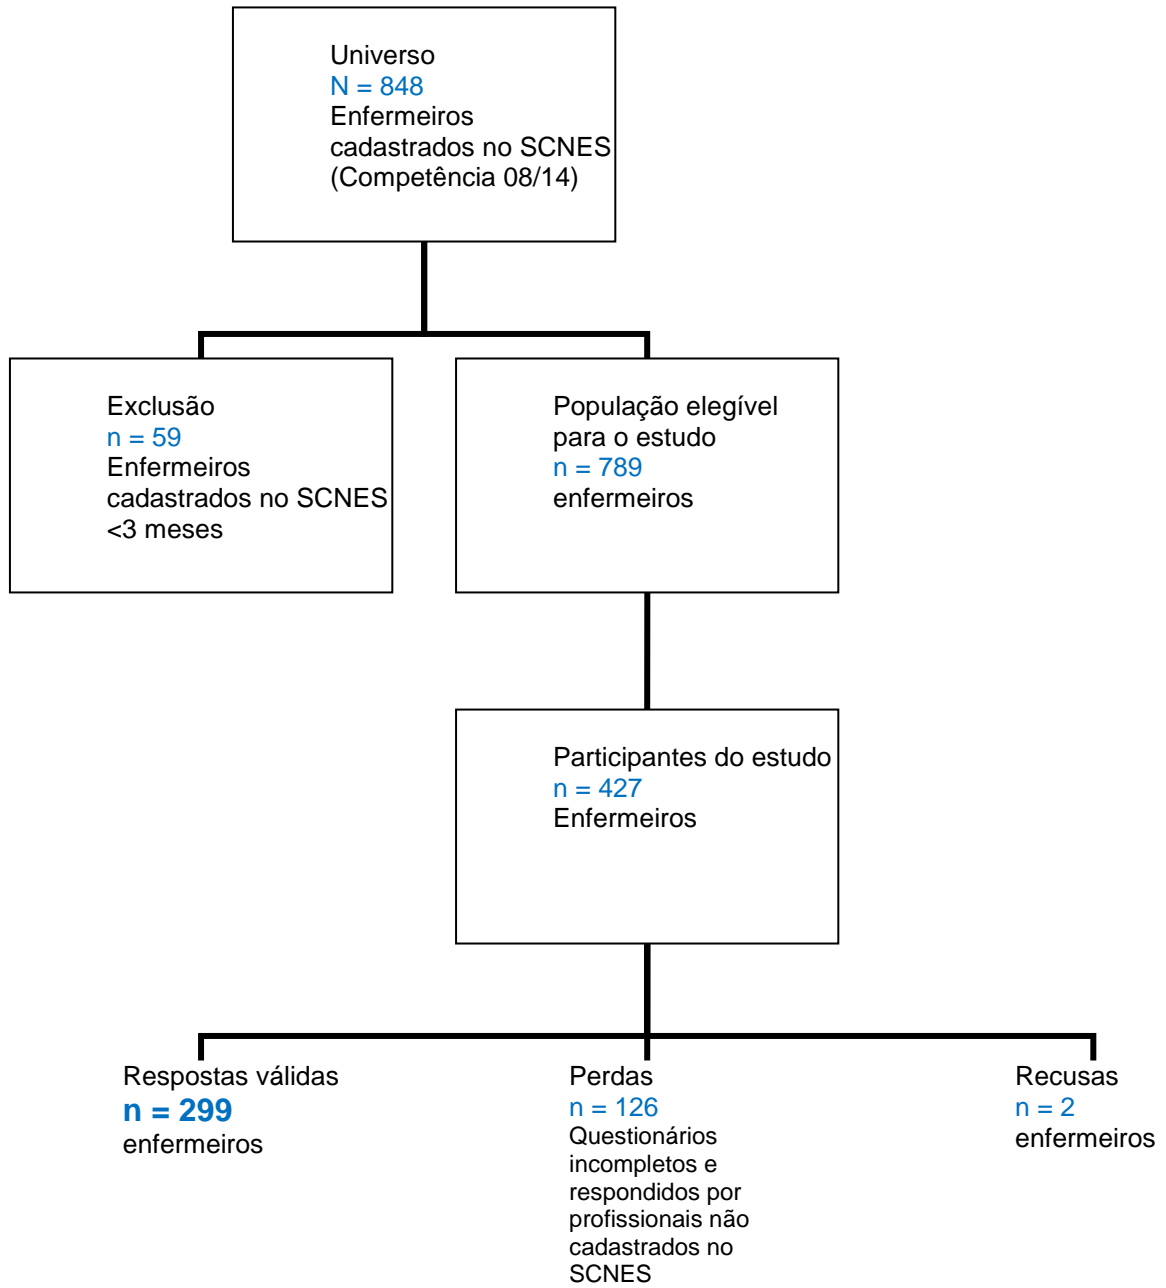 Universo
N = 848
Enfermeiros
cadastrados no SCNES
(Competência 08/14)
Exclusão
n = 59
Enfermeiros
cadastrados no SCNES
<3 meses
População elegível
para o estudo
n = 789
enfermeiros
Participantes do estudo
n = 427
Enfermeiros
Respostas válidas
n = 299
enfermeiros
Perdas
n = 126
Questionários
incompletos e
respondidos por
profissionais não
cadastrados no
SCNES
Recusas
n = 2
enfermeiros